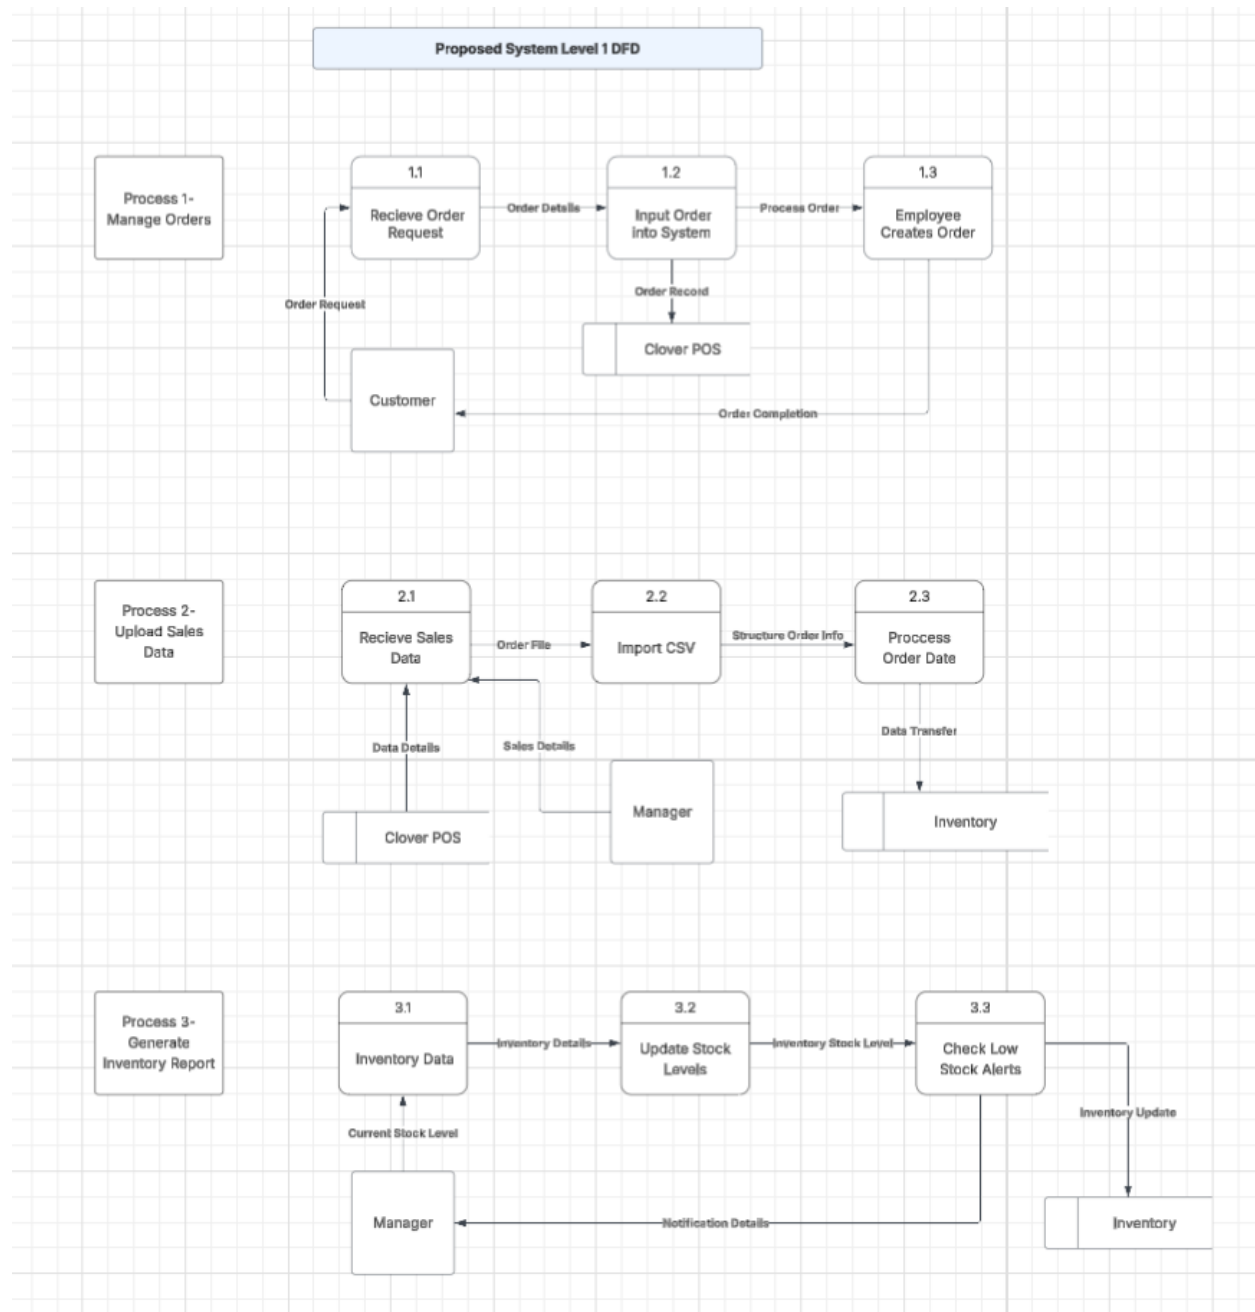 Proposed System Level 1 DFD
Process 1-
Manage Orders
1.1
Recieve Order
Request
Order Details
1.2
Input Order
into System
Process Order
1.3
Employee
Creates Order
Order Request
Order Record
Clover POS
Customer
Order Completion
Process 2-
Upload Sales
Data
2.1
Recieve Sales
Data
Order File
2.2
Import CSV
Structure Order Info
2.3
Proccess
Order Date
Data Details
Sales Details
Data Transfer
Clover POS
Manager
Inventory
Process 3-
Generate
Inventory Report
3.1
Inventory Data
Inventory Details
3.2
Update Stock
Levels
Inventory Stock Level
3.3
Check Low
Stock Alerts
Inventory Update
Current Stock Level
Manager
Notification Details
Inventory